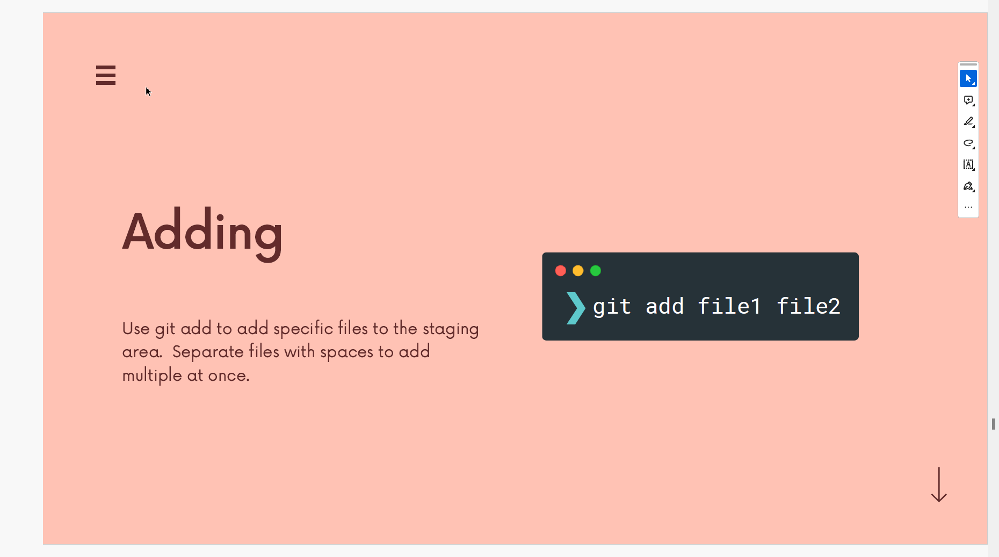 Adding
Use git add to add specific files to the staging
area.  Separate files with spaces to add
multiple at once.
❯ git add file1 file2